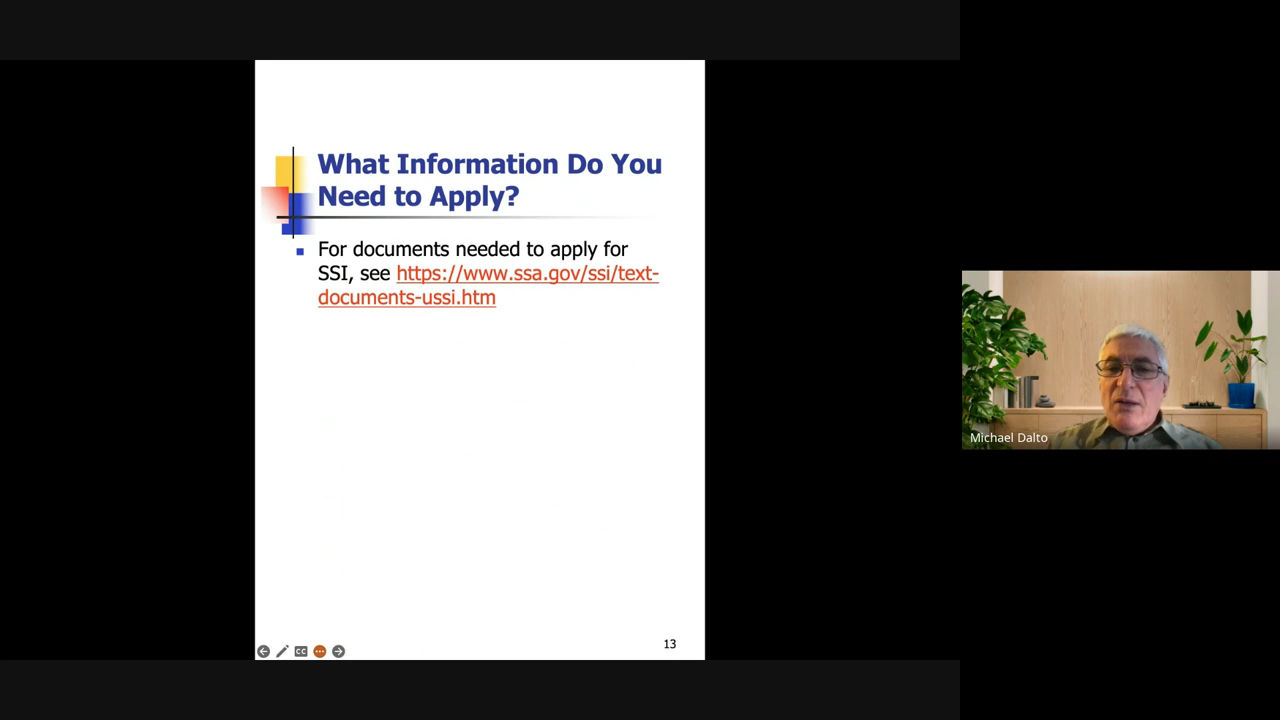 What Information Do You
Need to Apply?
For documents needed to apply for
SSI, see https://www.ssa.gov/ssi/text-
documents-ussi.htm
13
CC
Michael Dalto